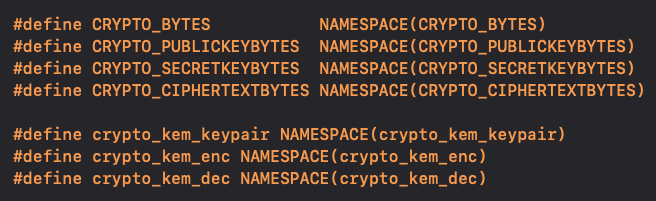 #define CRYPTO_BYTES           NAMESPACE(CRYPTO_BYTES)
#define CRYPTO_PUBLICKEYBYTES  NAMESPACE(CRYPTO_PUBLICKEYBYTES)
#define CRYPTO_SECRETKEYBYTES  NAMESPACE(CRYPTO_SECRETKEYBYTES)
#define CRYPTO_CIPHERTEXTBYTES NAMESPACE(CRYPTO_CIPHERTEXTBYTES)

#define crypto_kem_keypair NAMESPACE(crypto_kem_keypair)
#define crypto_kem_enc NAMESPACE(crypto_kem_enc)
#define crypto_kem_dec NAMESPACE(crypto_kem_dec)